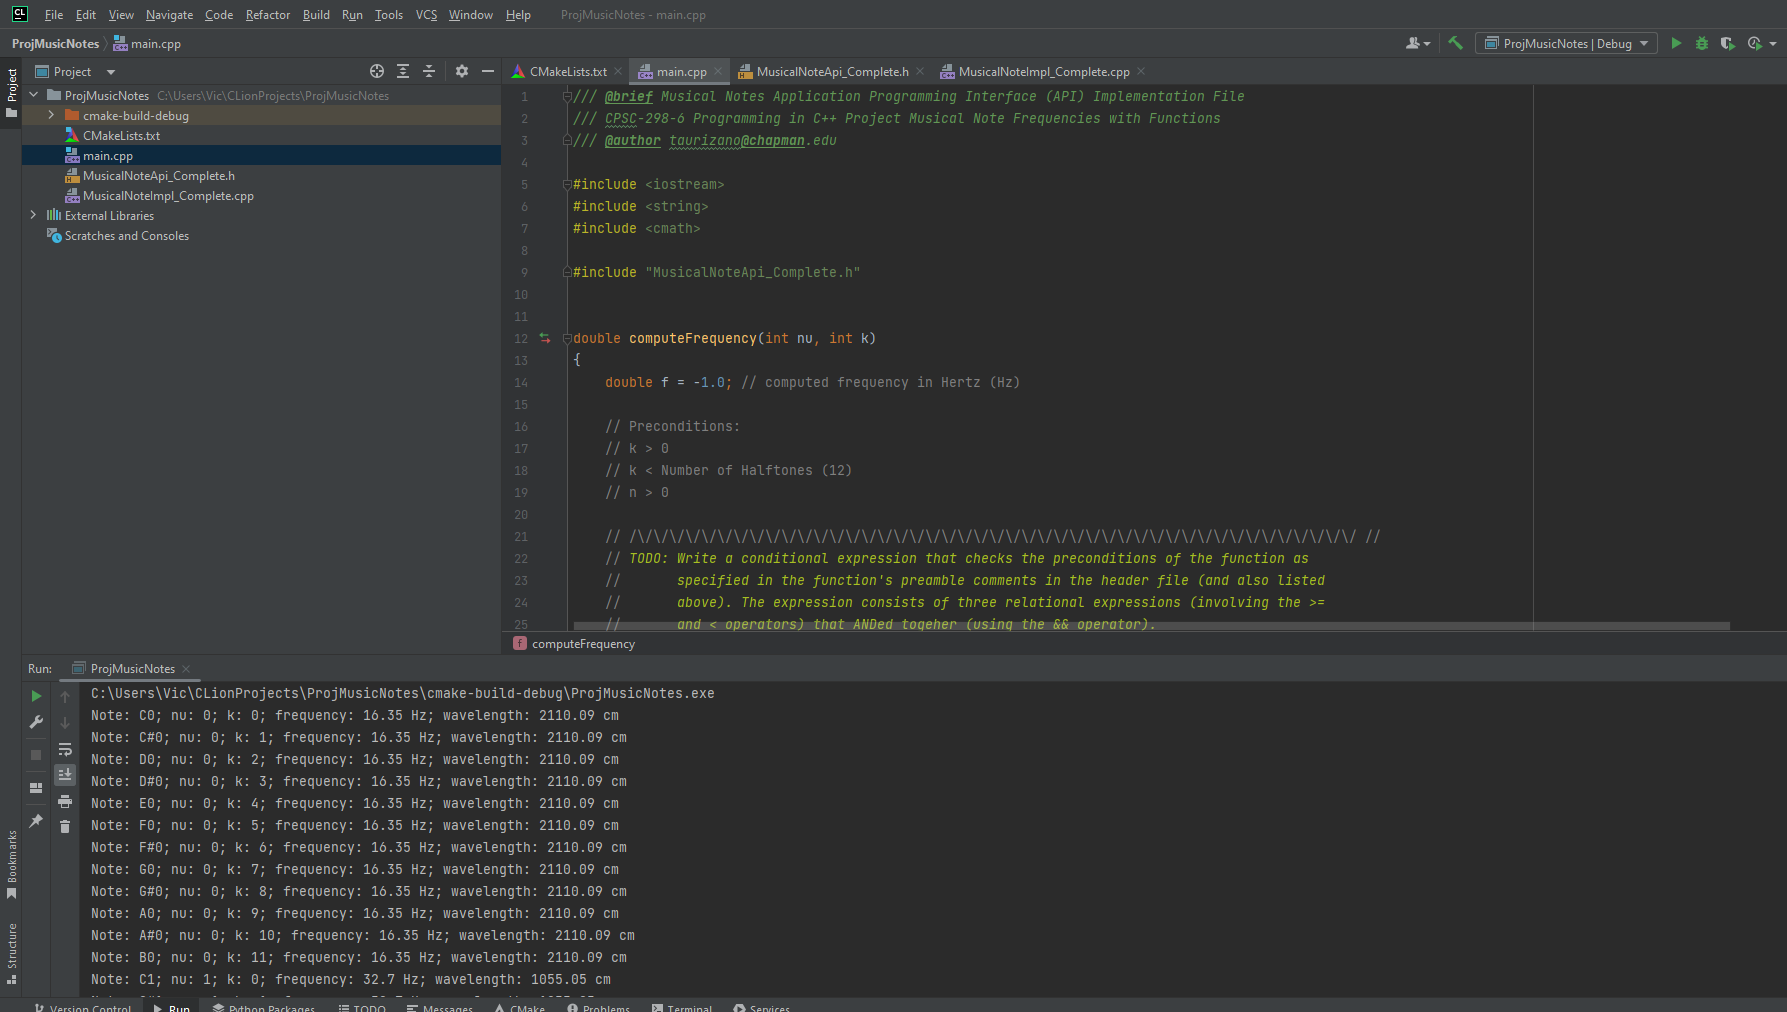 CL File Edit View Navigate Code Refactor Build Run Tools VCS Window Help ProjMusicNotes - main.cpp
ProjMusicNotes main.cpp
ProjMusicNotes | Debug
Project
Project
CMakeLists.txt main.cpp MusicalNoteApi_Complete.h MusicalNoteImpl_Complete.cpp
ProjMusicNotes C:\Users\Vic\CLionProjects\ProjMusicNotes
cmake-build-debug
CMakeLists.txt
main.cpp
MusicalNoteApi_Complete.h
MusicalNoteImpl_Complete.cpp
External Libraries
Scratches and Consoles
1 /// @brief Musical Notes Application Programming Interface (API) Implementation File
2 /// CPSC-298-6 Programming in C++ Project Musical Note Frequencies with Functions
3 /// @author taurizano@chapman.edu
4
5 #include <iostream>
6 #include <string>
7 #include <cmath>
8
9 #include "MusicalNoteApi_Complete.h"
10
11
12 double computeFrequency(int nu, int k)
13 {
14 double f = -1.0; // computed frequency in Hertz (Hz)
15
16 // Preconditions:
17 // k > 0
18 // k < Number of Halftones (12)
19 // n > 0
20
21 // /\/\/\/\/\/\/\/\/\/\/\/\/\/\/\/\/\/\/\/\/\/\/\/\/\/\/\/\/\/\/\/\/\/\/\/\/\/\/\/\/\/\/\/\/\/\/ //
22 // TODO: Write a conditional expression that checks the preconditions of the function as
23 // specified in the function's preamble comments in the header file (and also listed
24 // above). The expression consists of three relational expressions (involving the >=
25 // and < operators) that ANDed togeher (using the && operator).
f computeFrequency
Run: ProjMusicNotes
C:\Users\Vic\CLionProjects\ProjMusicNotes\cmake-build-debug\ProjMusicNotes.exe
Note: C0; nu: 0; k: 0; frequency: 16.35 Hz; wavelength: 2110.09 cm
Note: C#0; nu: 0; k: 1; frequency: 16.35 Hz; wavelength: 2110.09 cm
Note: D0; nu: 0; k: 2; frequency: 16.35 Hz; wavelength: 2110.09 cm
Note: D#0; nu: 0; k: 3; frequency: 16.35 Hz; wavelength: 2110.09 cm
Note: E0; nu: 0; k: 4; frequency: 16.35 Hz; wavelength: 2110.09 cm
Note: F0; nu: 0; k: 5; frequency: 16.35 Hz; wavelength: 2110.09 cm
Note: F#0; nu: 0; k: 6; frequency: 16.35 Hz; wavelength: 2110.09 cm
Note: G0; nu: 0; k: 7; frequency: 16.35 Hz; wavelength: 2110.09 cm
Note: G#0; nu: 0; k: 8; frequency: 16.35 Hz; wavelength: 2110.09 cm
Note: A0; nu: 0; k: 9; frequency: 16.35 Hz; wavelength: 2110.09 cm
Note: A#0; nu: 0; k: 10; frequency: 16.35 Hz; wavelength: 2110.09 cm
Note: B0; nu: 0; k: 11; frequency: 16.35 Hz; wavelength: 2110.09 cm
Note: C1; nu: 1; k: 0; frequency: 32.7 Hz; wavelength: 1055.05 cm
Bookmarks
Structure
Version Control Run Python Packages TODO Messages CMake Problems Terminal Services